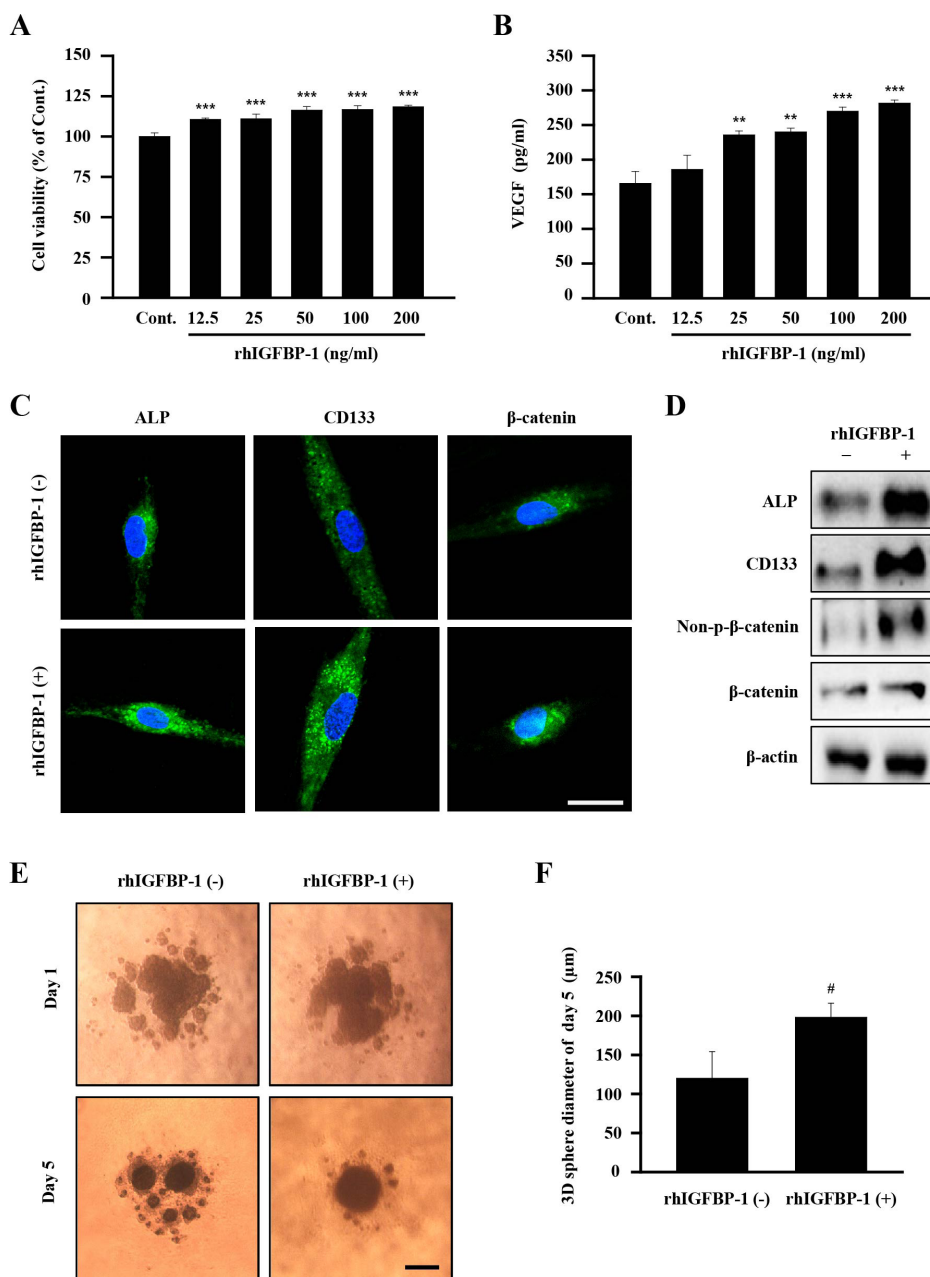 A
Cell viability (% of Cont.)
150
125
100
75
50
25
0
***
***
***
***
***
Cont.
12.5
25
50
100
200
rhIGFBP-1 (ng/ml)
B
VEGF (pg/ml)
350
300
250
200
150
100
50
0
**
**
***
***
Cont.
12.5
25
50
100
200
rhIGFBP-1 (ng/ml)
C
ALP
CD133
β-catenin
rhIGFBP-1 (-)
rhIGFBP-1 (+)
D
rhIGFBP-1
– +
ALP
CD133
Non-p-β-catenin
β-catenin
β-actin
E
rhIGFBP-1 (-)
rhIGFBP-1 (+)
Day 1
Day 5
F
3D sphere diameter of day 5 (µm)
250
200
150
100
50
0
#
rhIGFBP-1 (-)
rhIGFBP-1 (+)